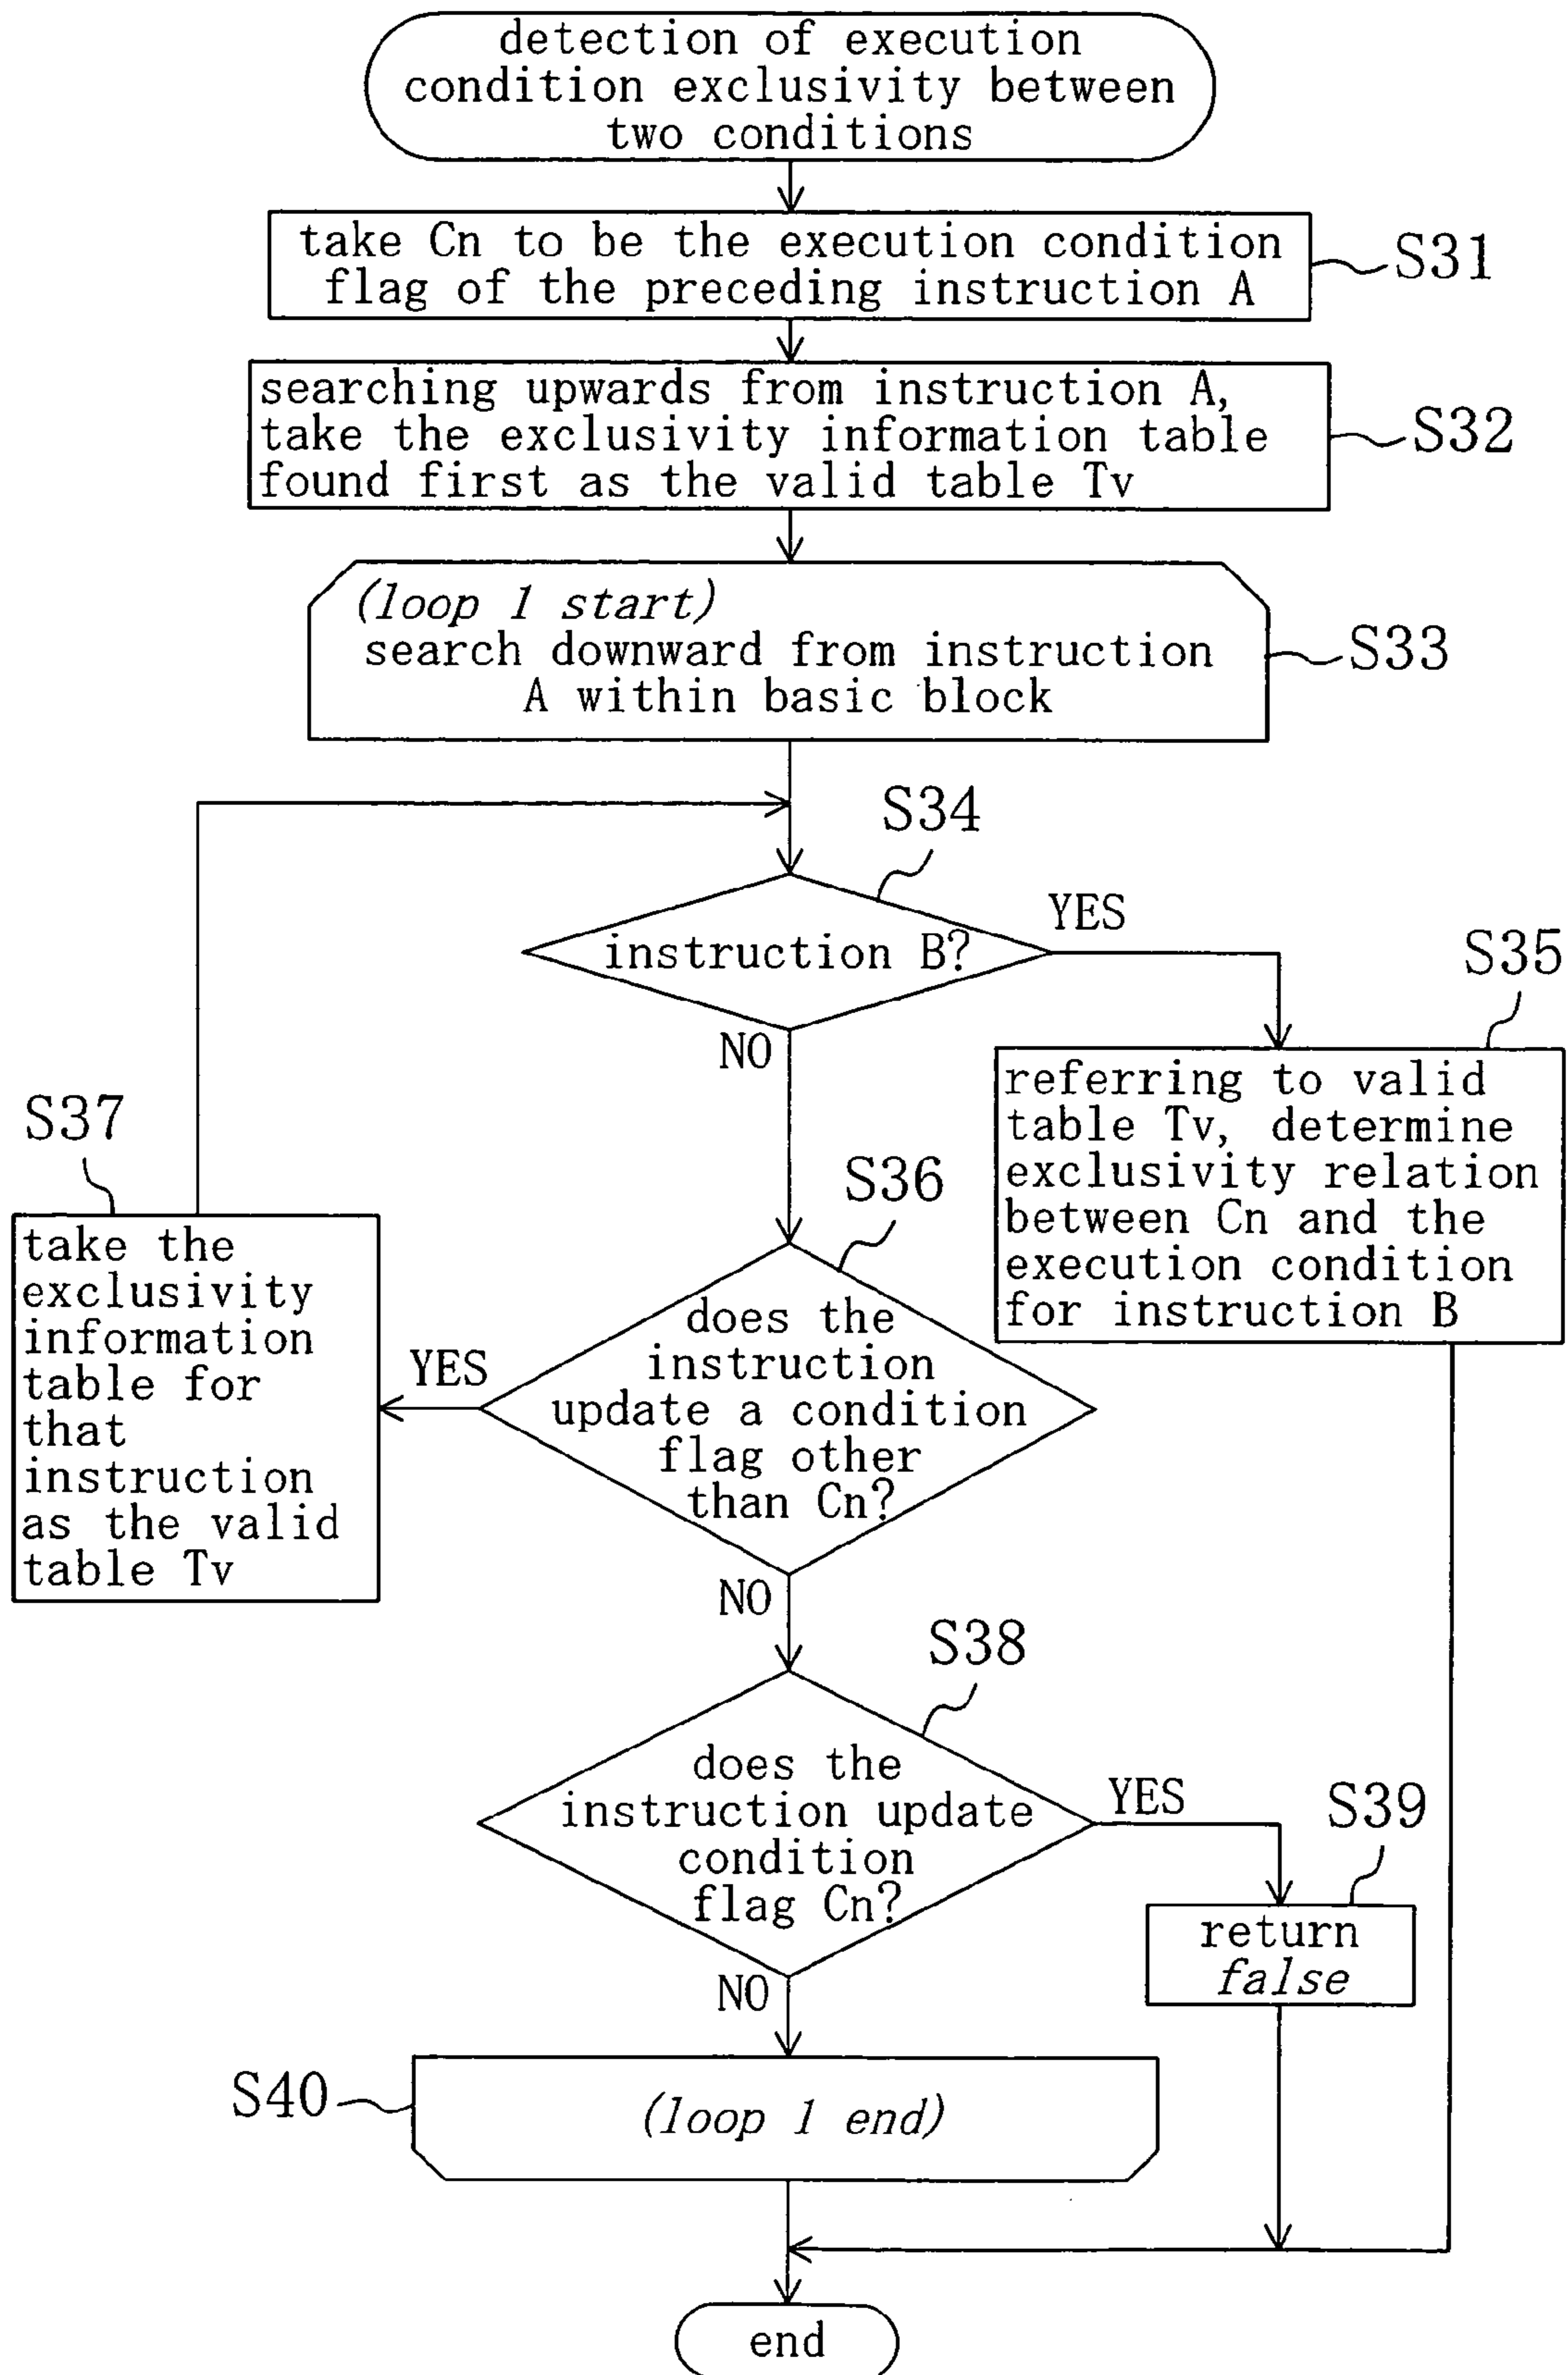 detection of execution
condition exclusivity between
two conditions
take Cn to be the execution condition
flag of the preceding instruction A
S31
searching upwards from instruction A,
take the exclusivity information table
found first as the valid table Tv
S32
(loop 1 start)
search downward from instruction
A within basic block
S33
S34
instruction B?
YES
NO
S35
referring to valid
table Tv, determine
exclusivity relation
between Cn and the
execution condition
for instruction B
S36
does the
instruction
update a condition
flag other
than Cn?
YES
NO
S37
take the
exclusivity
information
table for
that
instruction
as the valid
table Tv
S38
does the
instruction update
condition
flag Cn?
YES
NO
S39
return
false
S40
(loop 1 end)
end